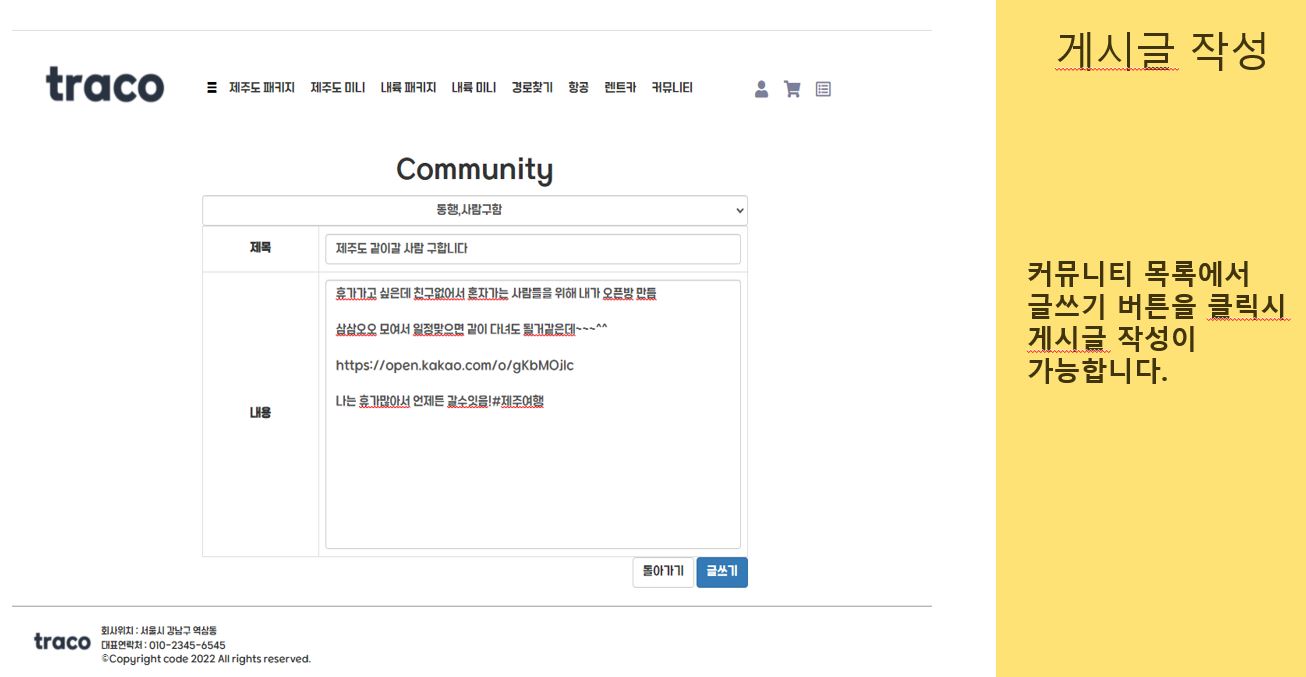 traco
제주도 패키지 제주도 미니 내륙 패키지 내륙 미니 경로찾기 항공 렌트카 커뮤니티
Community
동행,사람구함
제목
제주도 같이갈 사람 구합니다
내용
휴가가고 싶은데 친구없어서 혼자가는 사람들을 위해 내가 오픈방 만듦
삼삼오오 모여서 일정맞으면 같이 다녀도 될거같은데~~~^^
https://open.kakao.com/o/gKbMOjIc
나는 휴가많아서 언제든 갈수잇음!#제주여행
돌아가기 글쓰기
traco
회사위치 : 서울시 강남구 역삼동
대표연락처 : 010-2345-6545
©Copyright code 2022 All rights reserved.
게시글 작성
커뮤니티 목록에서
글쓰기 버튼을 클릭시
게시글 작성이
가능합니다.